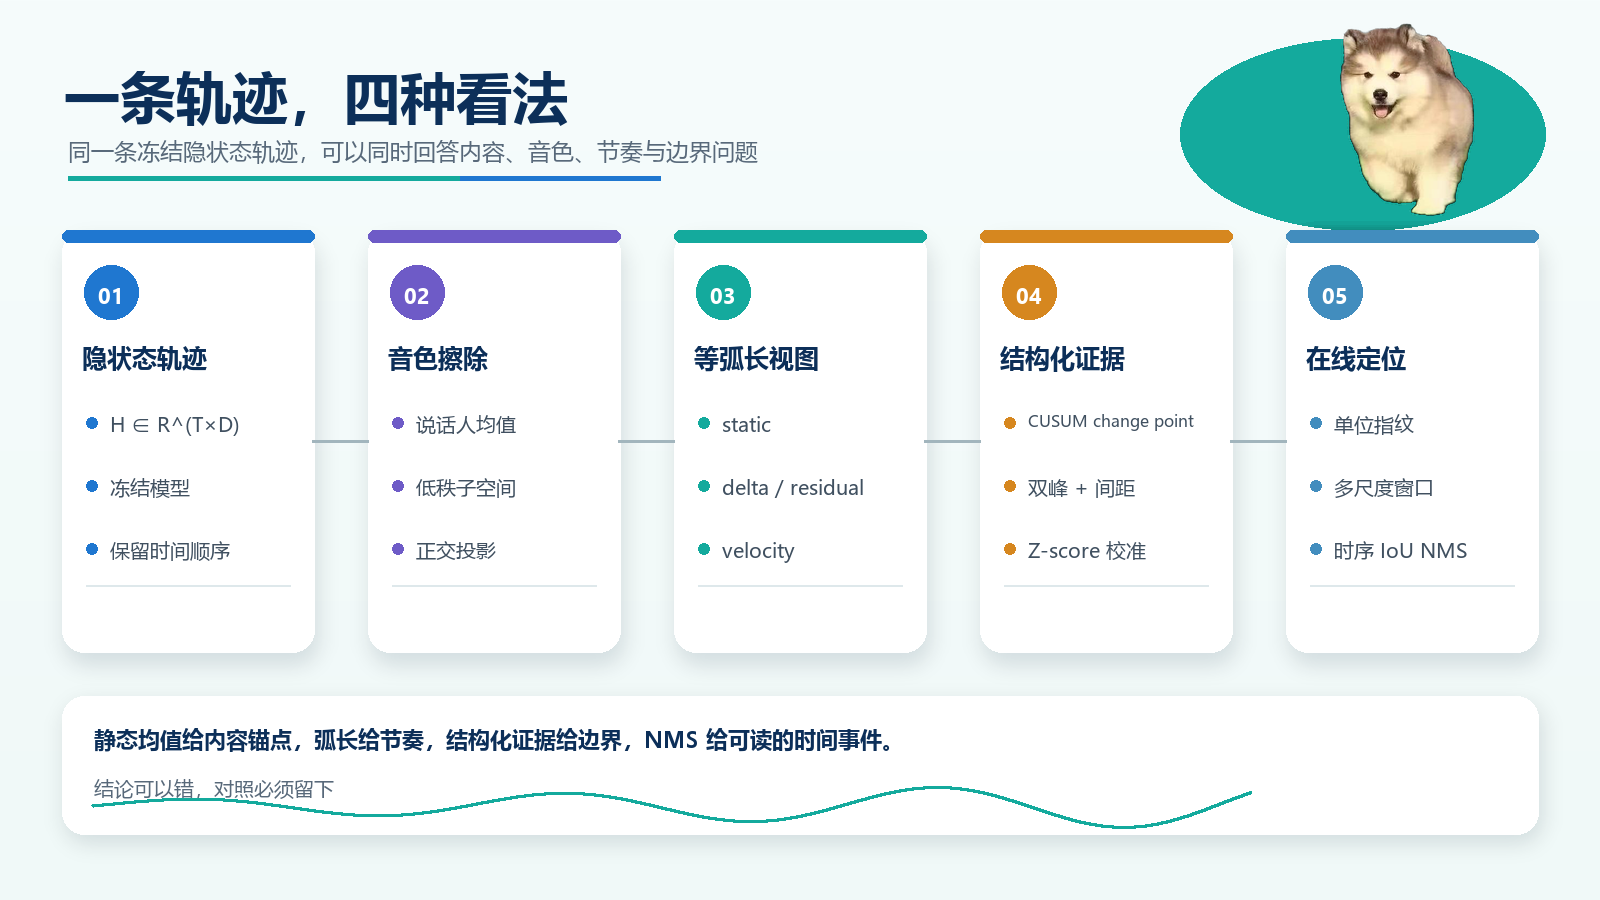 一条轨迹，四种看法
同一条冻结隐状态轨迹，可以同时回答内容、音色、节奏与边界问题
01
隐状态轨迹
H ∈ R^(T×D)
冻结模型
保留时间顺序
02
音色擦除
说话人均值
低秩子空间
正交投影
03
等弧长视图
static
delta / residual
velocity
04
结构化证据
CUSUM change point
双峰 + 间距
Z-score 校准
05
在线定位
单位指纹
多尺度窗口
时序 IoU NMS
静态均值给内容锚点，弧长给节奏，结构化证据给边界，NMS 给可读的时间事件。
结论可以错，对照必须留下